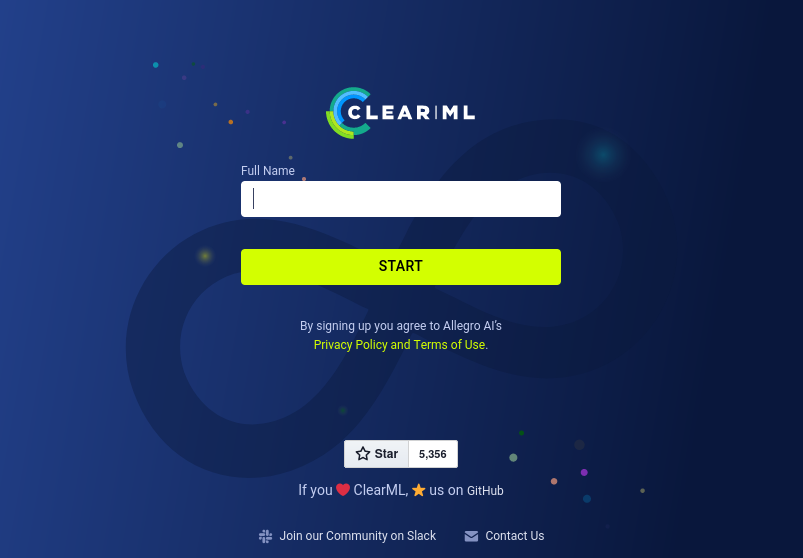 CLEAR|ML
Full Name
START
By signing up you agree to Allegro AI's
Privacy Policy and Terms of Use.
Star 5,356
If you ❤️ ClearML, ⭐ us on GitHub
Join our Community on Slack Contact Us